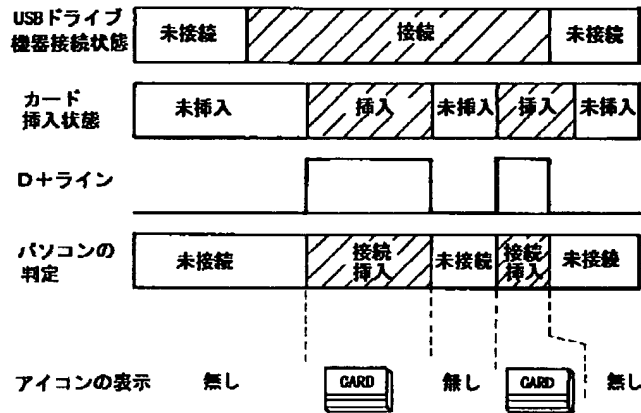 USBドライブ
機器接続状態
未接続
接続
未接続
カード
挿入状態
未挿入
挿入
未挿入
挿入
未挿入
D+ライン
パソコンの
判定
未接続
接続
挿入
未接続
接続
挿入
未接続
アイコンの表示
無し
CARD
無し
CARD
無し